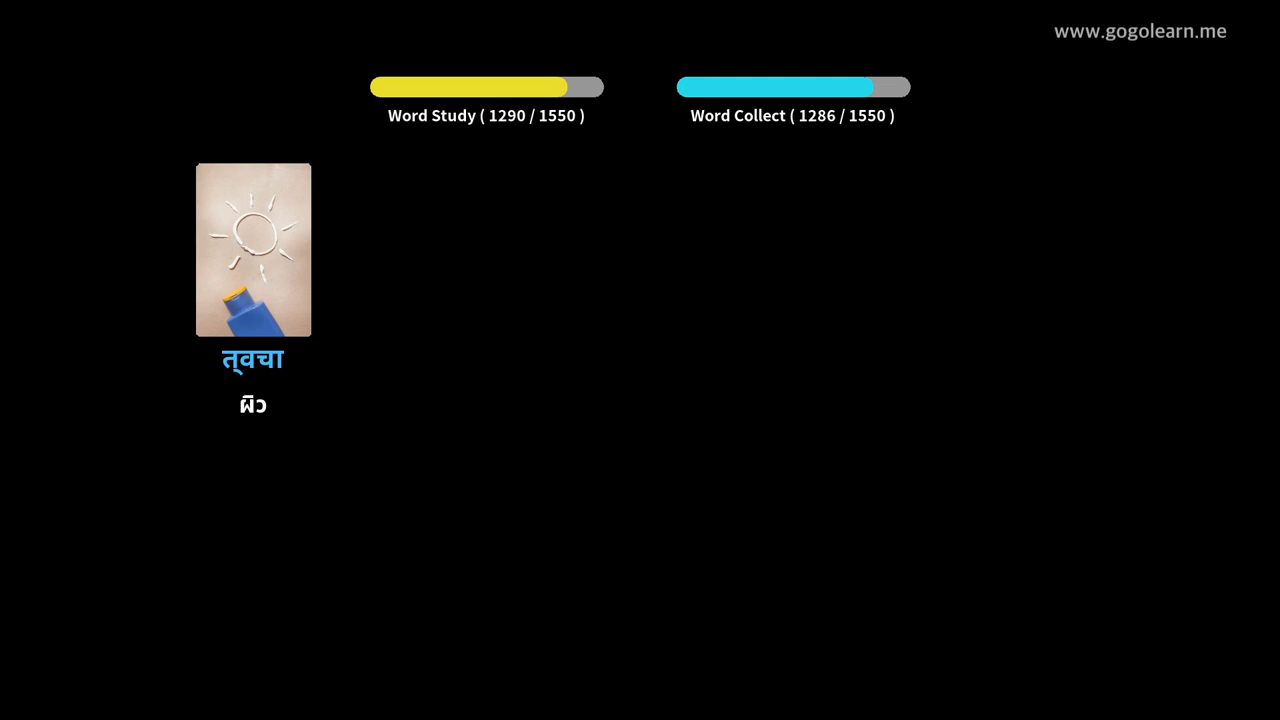 www.gogolearn.me
Word Study ( 1290 / 1550 )
Word Collect ( 1286 / 1550 )
त्वचा
ผิว